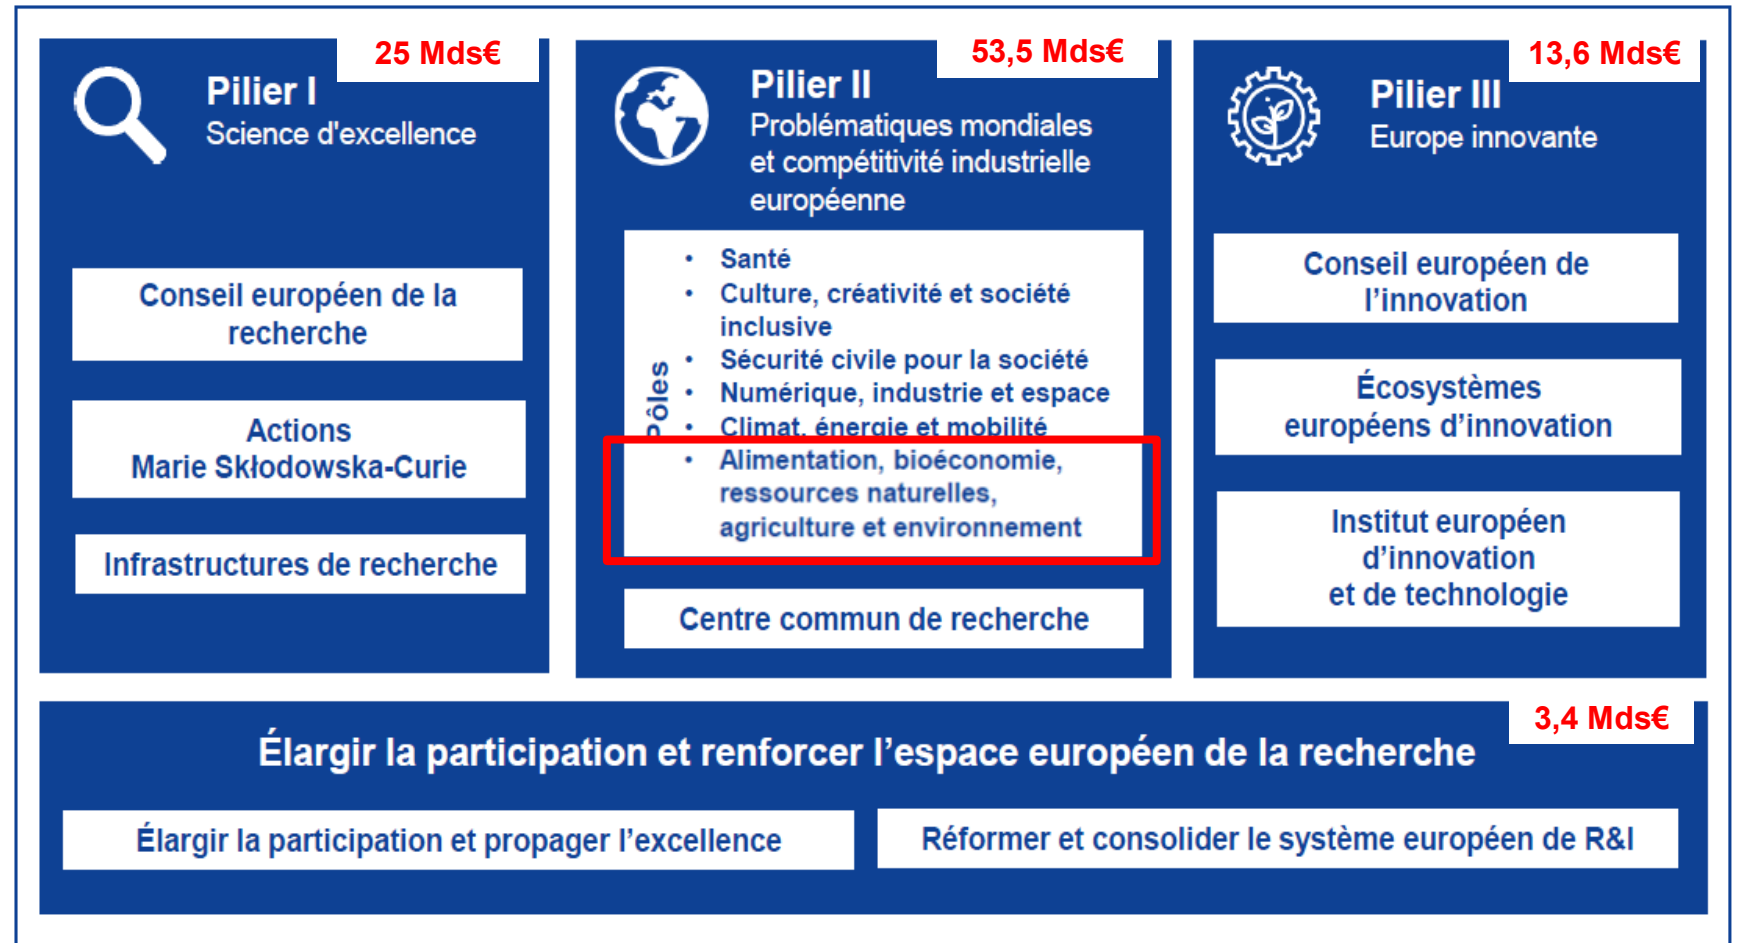 25 Mds€
Pilier I
Science d'excellence
Conseil européen de la
recherche
Actions
Marie Skłodowska-Curie
Infrastructures de recherche
53,5 Mds€
Pilier II
Problématiques mondiales
et compétitivité industrielle
européenne
Pôles
• Santé
• Culture, créativité et société
inclusive
• Sécurité civile pour la société
• Numérique, industrie et espace
• Climat, énergie et mobilité
• Alimentation, bioéconomie,
ressources naturelles,
agriculture et environnement
Centre commun de recherche
13,6 Mds€
Pilier III
Europe innovante
Conseil européen de
l’innovation
Écosystèmes
européens d’innovation
Institut européen
d’innovation
et de technologie
3,4 Mds€
Élargir la participation et renforcer l’espace européen de la recherche
Élargir la participation et propager l’excellence
Réformer et consolider le système européen de R&I